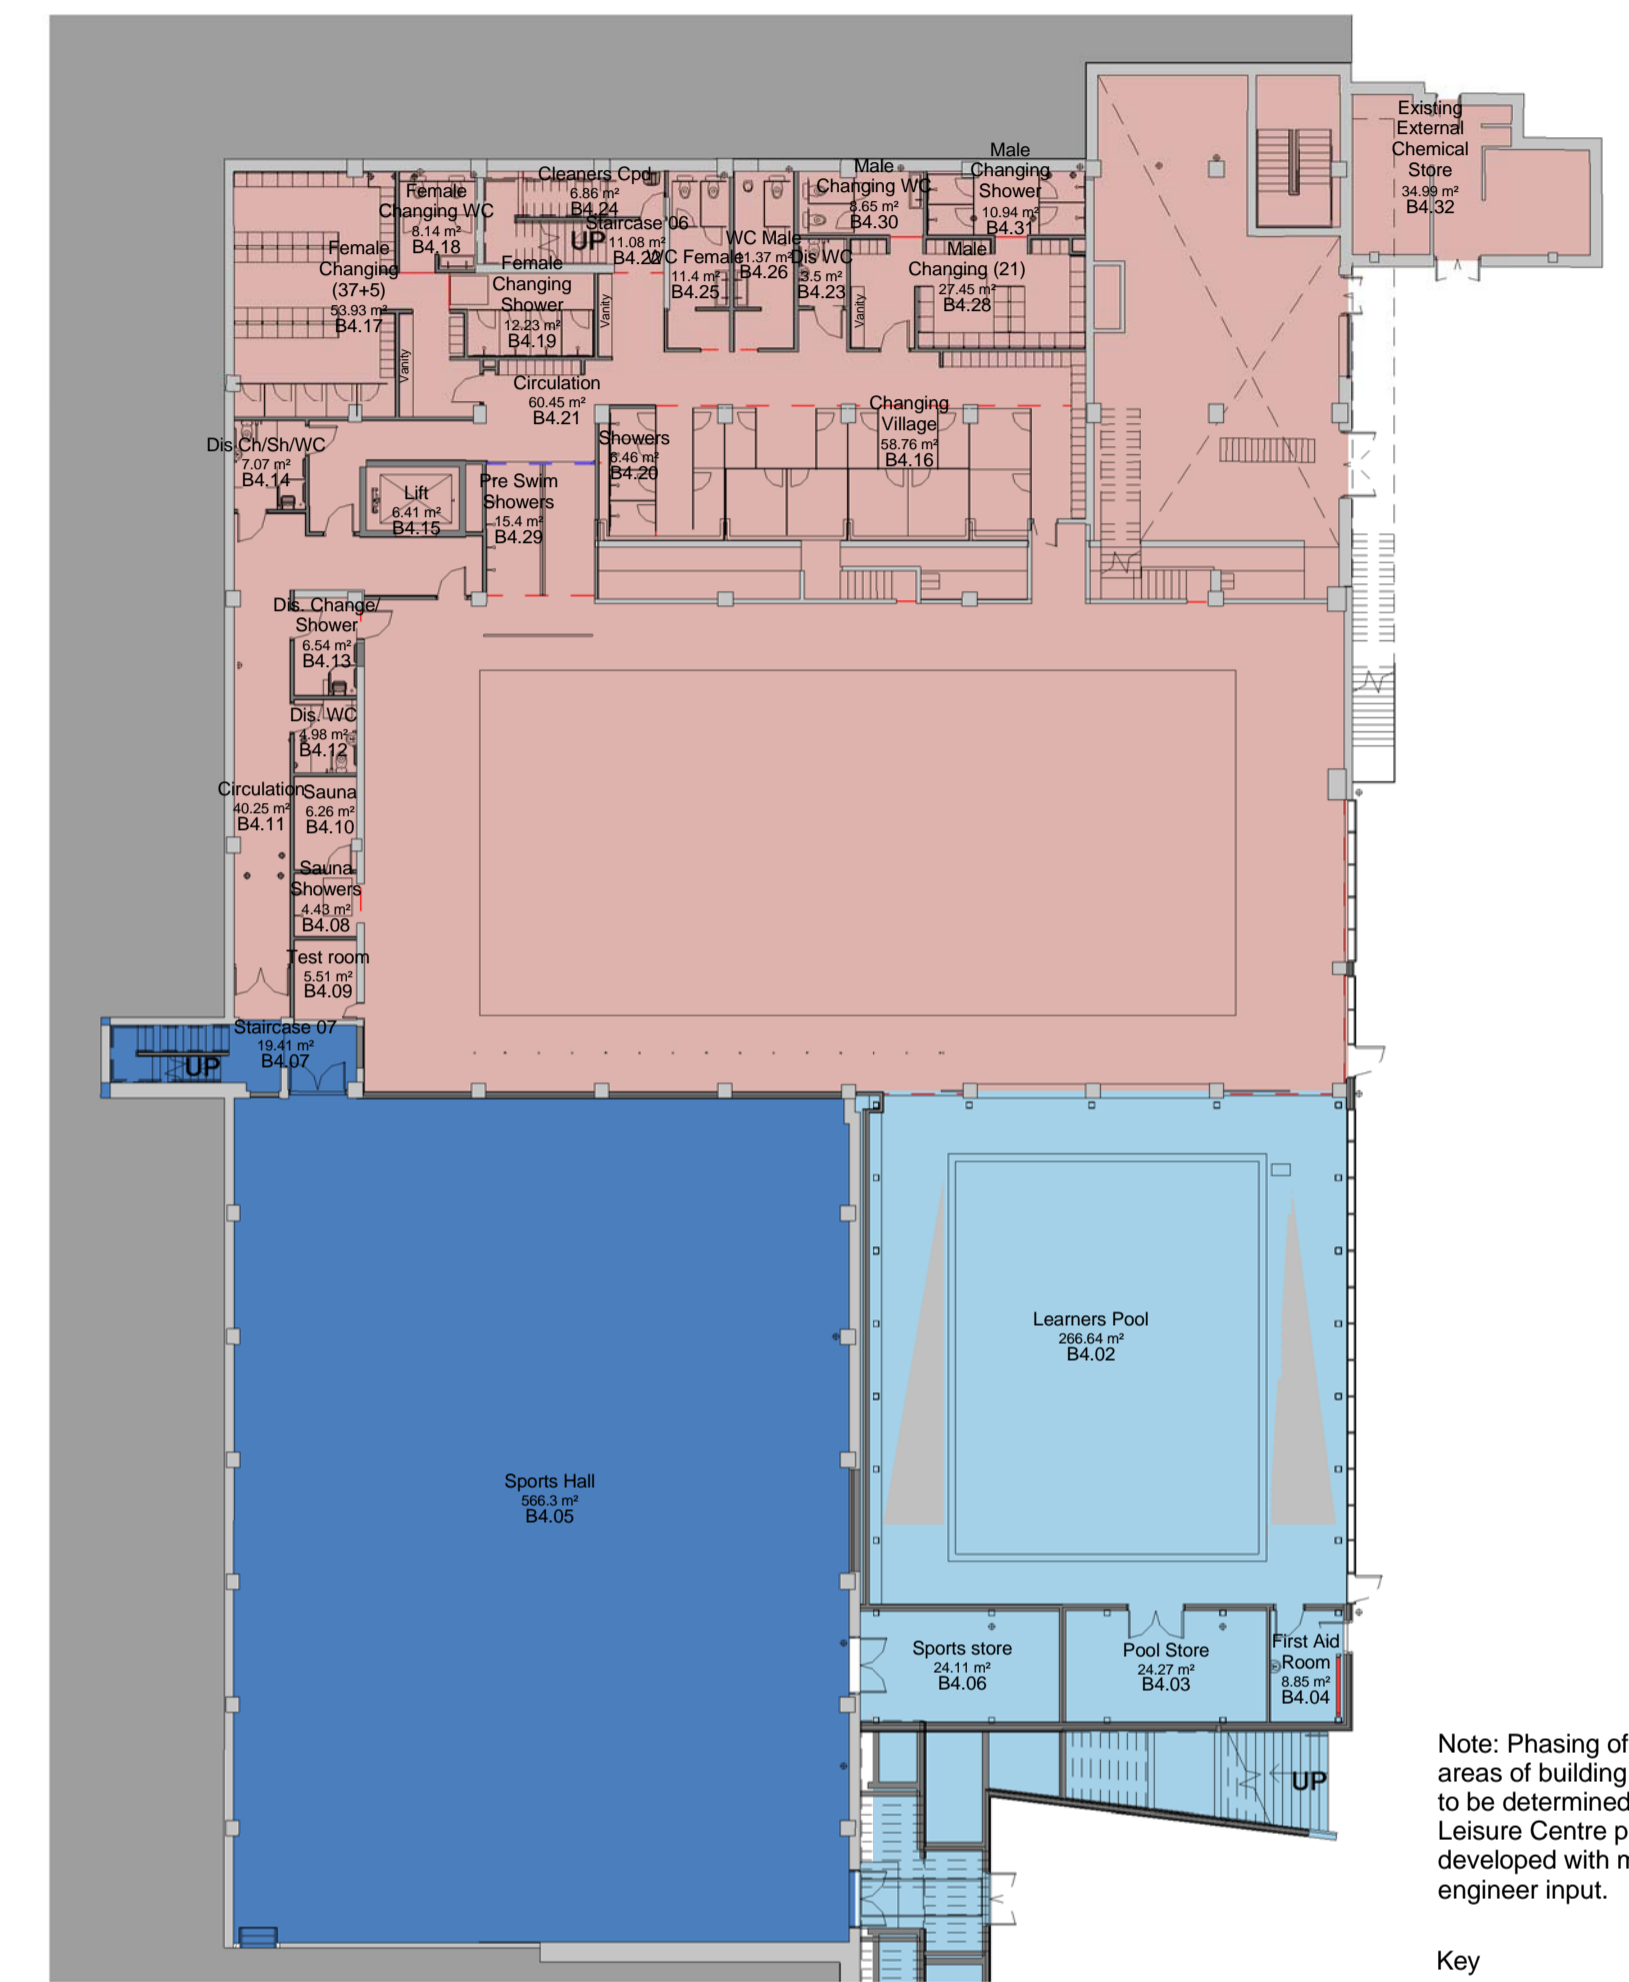 Existing
External
Chemical
Store
34.99 m²
B4.32
Male
Changing
Shower
10.94 m²
B4.31
Male
Changing WC
8.65 m²
B4.30
Cleaners Cpd
6.86 m²
B4.24
Female
Changing WC
8.14 m²
B4.18
Staircase 06
11.08 m²
B4.22
UP
WC Female
11.4 m²
B4.25
WC Male
11.37 m²
B4.26
Dis WC
3.5 m²
B4.23
Male
Changing (21)
27.45 m²
B4.28
Female
Changing
(37+5)
53.93 m²
B4.17
Female
Changing
Shower
12.23 m²
B4.19
Vanity
Vanity
Vanity
Circulation
60.45 m²
B4.21
Changing
Village
58.76 m²
B4.16
Showers
6.46 m²
B4.20
Dis Ch/Sh/WC
7.07 m²
B4.14
Lift
6.41 m²
B4.15
Pre Swim
Showers
15.4 m²
B4.29
Dis. Change/
Shower
6.54 m²
B4.13
Dis. WC
4.98 m²
B4.12
Circulation
40.25 m²
B4.11
Sauna
6.26 m²
B4.10
Sauna
Showers
4.43 m²
B4.08
Test room
5.51 m²
B4.09
Staircase 07
19.41 m²
B4.07
UP
Learners Pool
266.64 m²
B4.02
Sports Hall
566.3 m²
B4.05
Sports store
24.11 m²
B4.06
Pool Store
24.27 m²
B4.03
First Aid
Room
8.85 m²
B4.04
UP
Note: Phasing of
areas of building
to be determined
Leisure Centre p
developed with m
engineer input.
Key